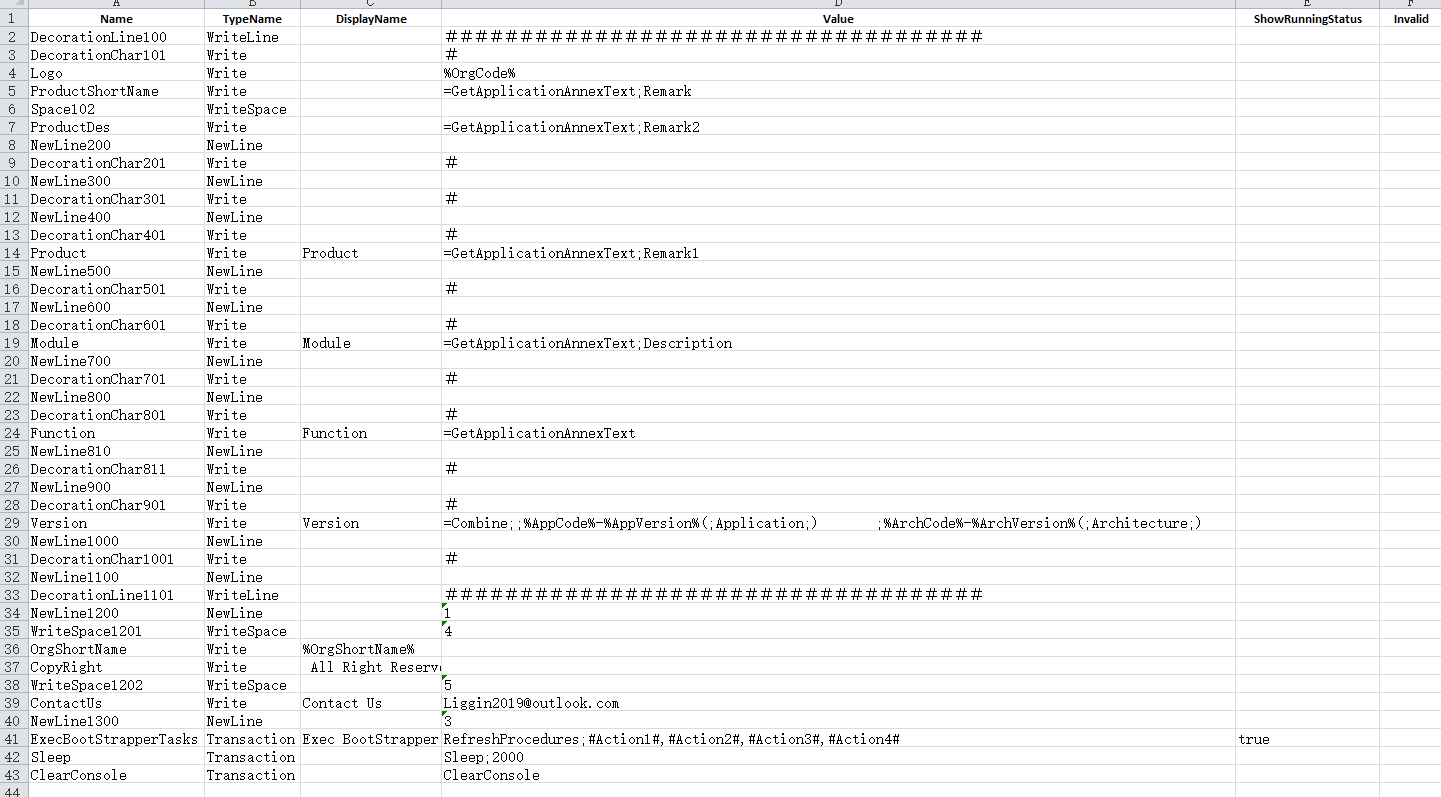 A B C D E F
1 Name TypeName DisplayName Value ShowRunningStatus Invalid
2 DecorationLine100 WriteLine ####################################
3 DecorationChar101 Write #
4 Logo Write %OrgCode%
5 ProductShortName Write =GetApplicationAnnexText;Remark
6 Space102 WriteSpace
7 ProductDes Write =GetApplicationAnnexText;Remark2
8 NewLine200 NewLine
9 DecorationChar201 Write #
10 NewLine300 NewLine
11 DecorationChar301 Write #
12 NewLine400 NewLine
13 DecorationChar401 Write #
14 Product Write Product =GetApplicationAnnexText;Remark1
15 NewLine500 NewLine
16 DecorationChar501 Write #
17 NewLine600 NewLine
18 DecorationChar601 Write #
19 Module Write Module =GetApplicationAnnexText;Description
20 NewLine700 NewLine
21 DecorationChar701 Write #
22 NewLine800 NewLine
23 DecorationChar801 Write #
24 Function Write Function =GetApplicationAnnexText
25 NewLine810 NewLine
26 DecorationChar811 Write #
27 NewLine900 NewLine
28 DecorationChar901 Write #
29 Version Write Version =Combine;;%AppCode%-%AppVersion%(;Application;) ;%ArchCode%-%ArchVersion%(;Architecture;)
30 NewLine1000 NewLine
31 DecorationChar1001 Write #
32 NewLine1100 NewLine
33 DecorationLine1101 WriteLine ####################################
34 NewLine1200 NewLine 1
35 WriteSpace1201 WriteSpace 4
36 OrgShortName Write %OrgShortName%
37 CopyRight Write All Right Reserve
38 WriteSpace1202 WriteSpace 5
39 ContactUs Write Contact Us Liggin2019@outlook.com
40 NewLine1300 NewLine 3
41 ExecBootStrapperTasks Transaction Exec BootStrapper RefreshProcedures;#Action1#,#Action2#,#Action3#,#Action4# true
42 Sleep Transaction Sleep;2000
43 ClearConsole Transaction ClearConsole
44